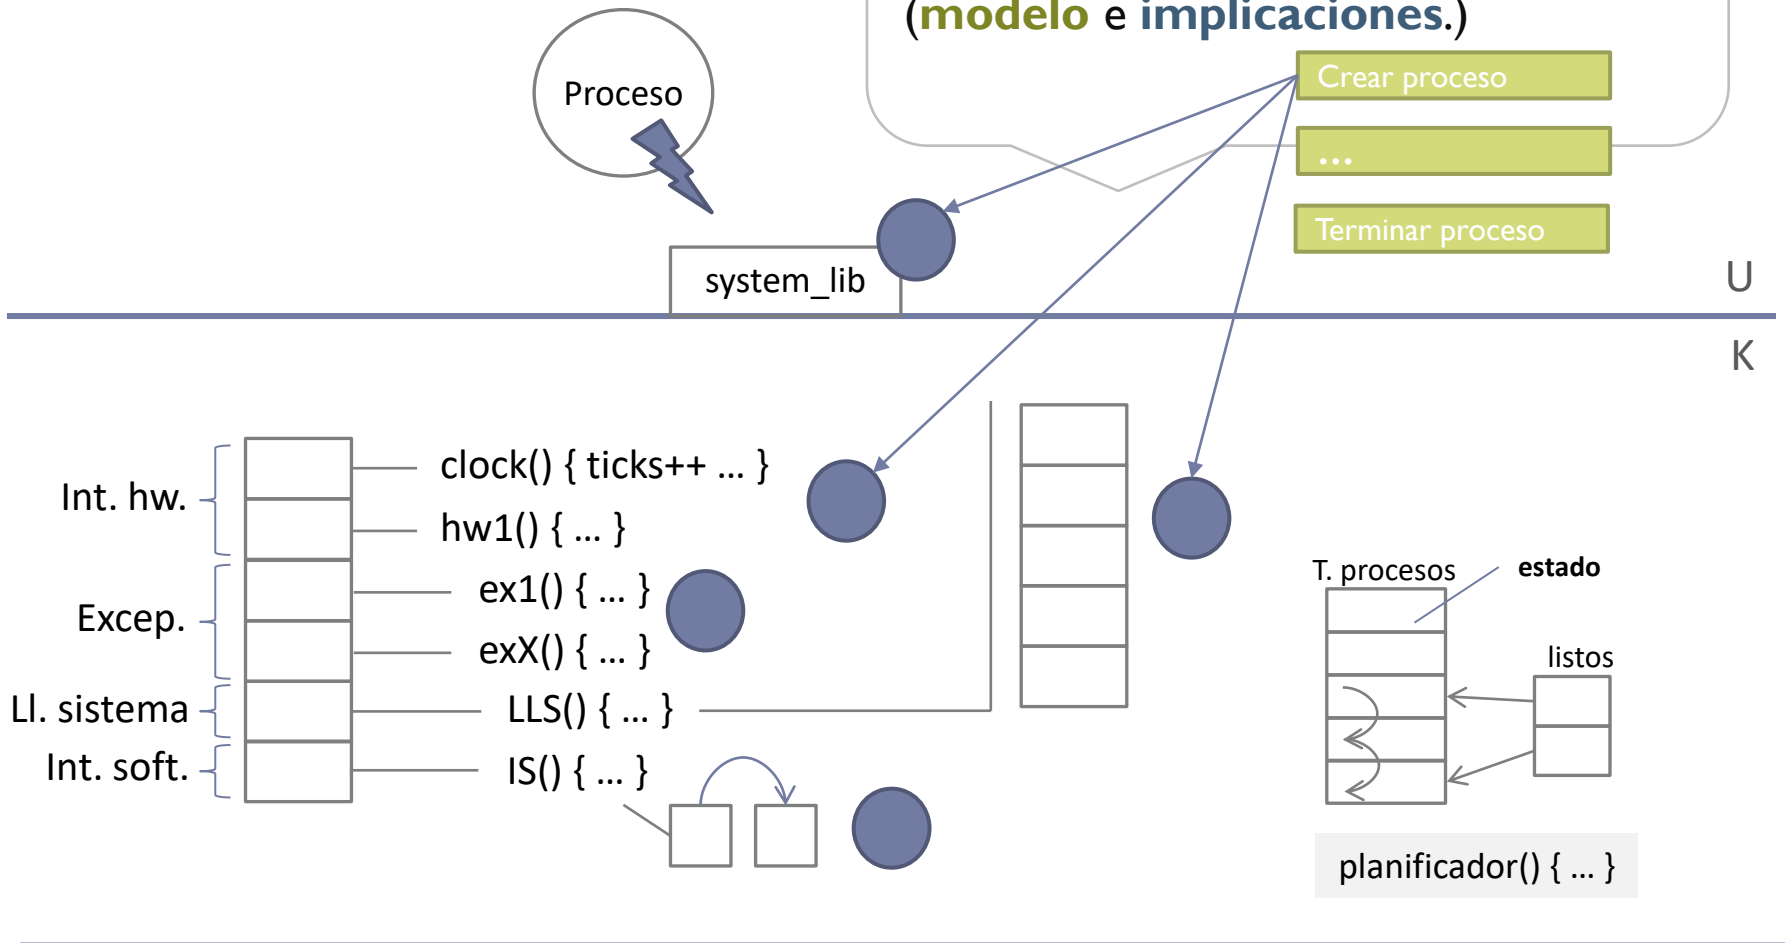 (modelo e implicaciones.)
Crear proceso
Proceso
...
Terminar proceso
system_lib
U
K
clock() { ticks++ ... }
Int. hw.
hw1() { ... }
T. procesos
estado
ex1() { ... }
Excep.
exX() { ... }
listos
Ll. sistema
LLS() { ... }
Int. soft.
IS() { ... }
planificador() { ... }